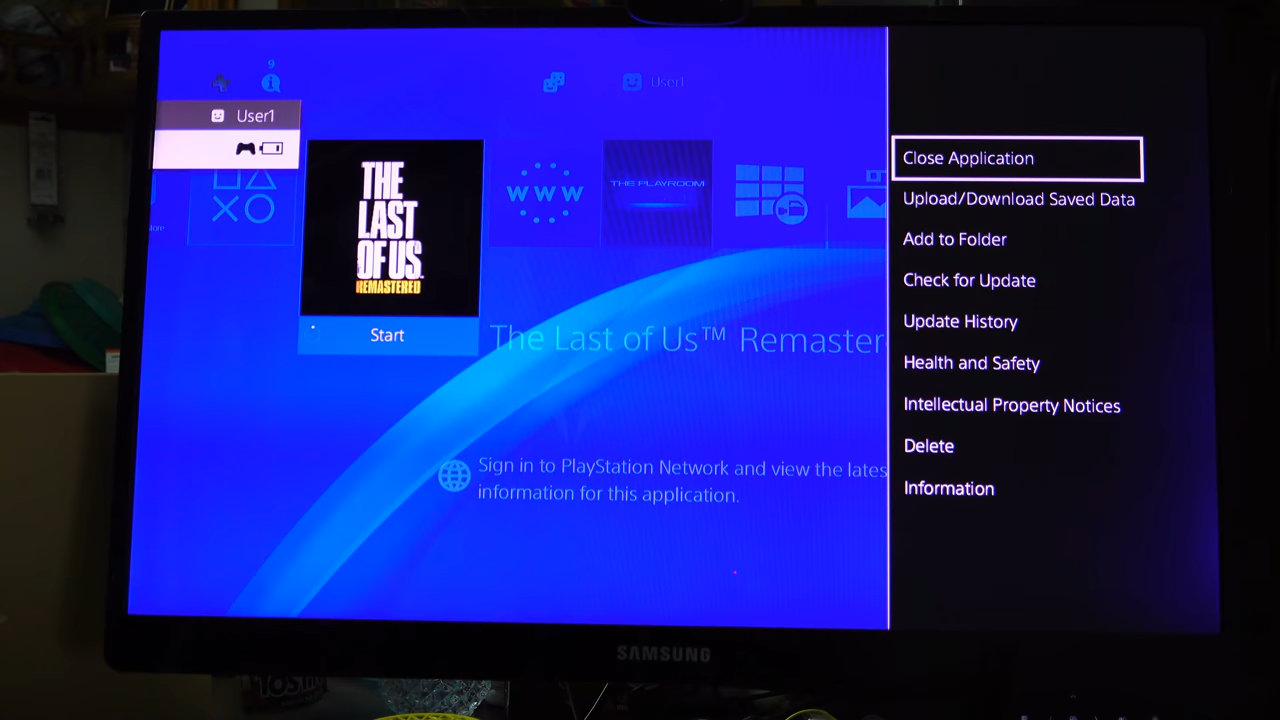 9
User1
User1
Close Application
Upload/Download Saved Data
Add to Folder
Check for Update
Update History
Health and Safety
Intellectual Property Notices
Delete
Information
THE
LAST
OF US
REMASTERED
WWW
THE PLAYROOM
Start
The Last of Us™ Remaster
Sign in to PlayStation Network and view the lates
information for this application.
SAMSUNG
TOSTI